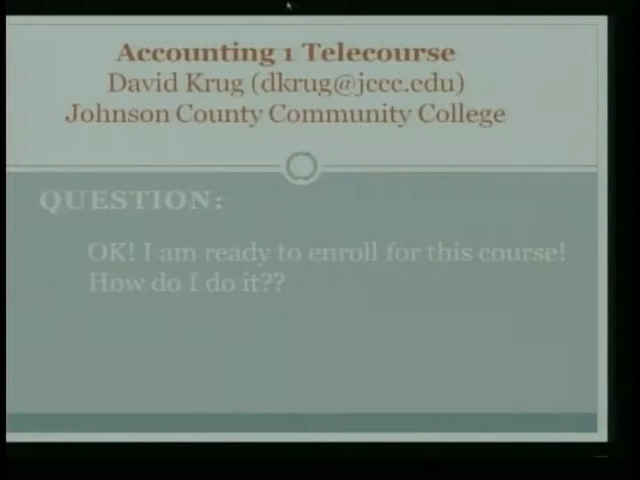 Accounting 1 Telecourse
David Krug (dkrug@jccc.edu)
Johnson County Community College
QUESTION:
OK! I am ready to enroll for this course!
How do I do it??